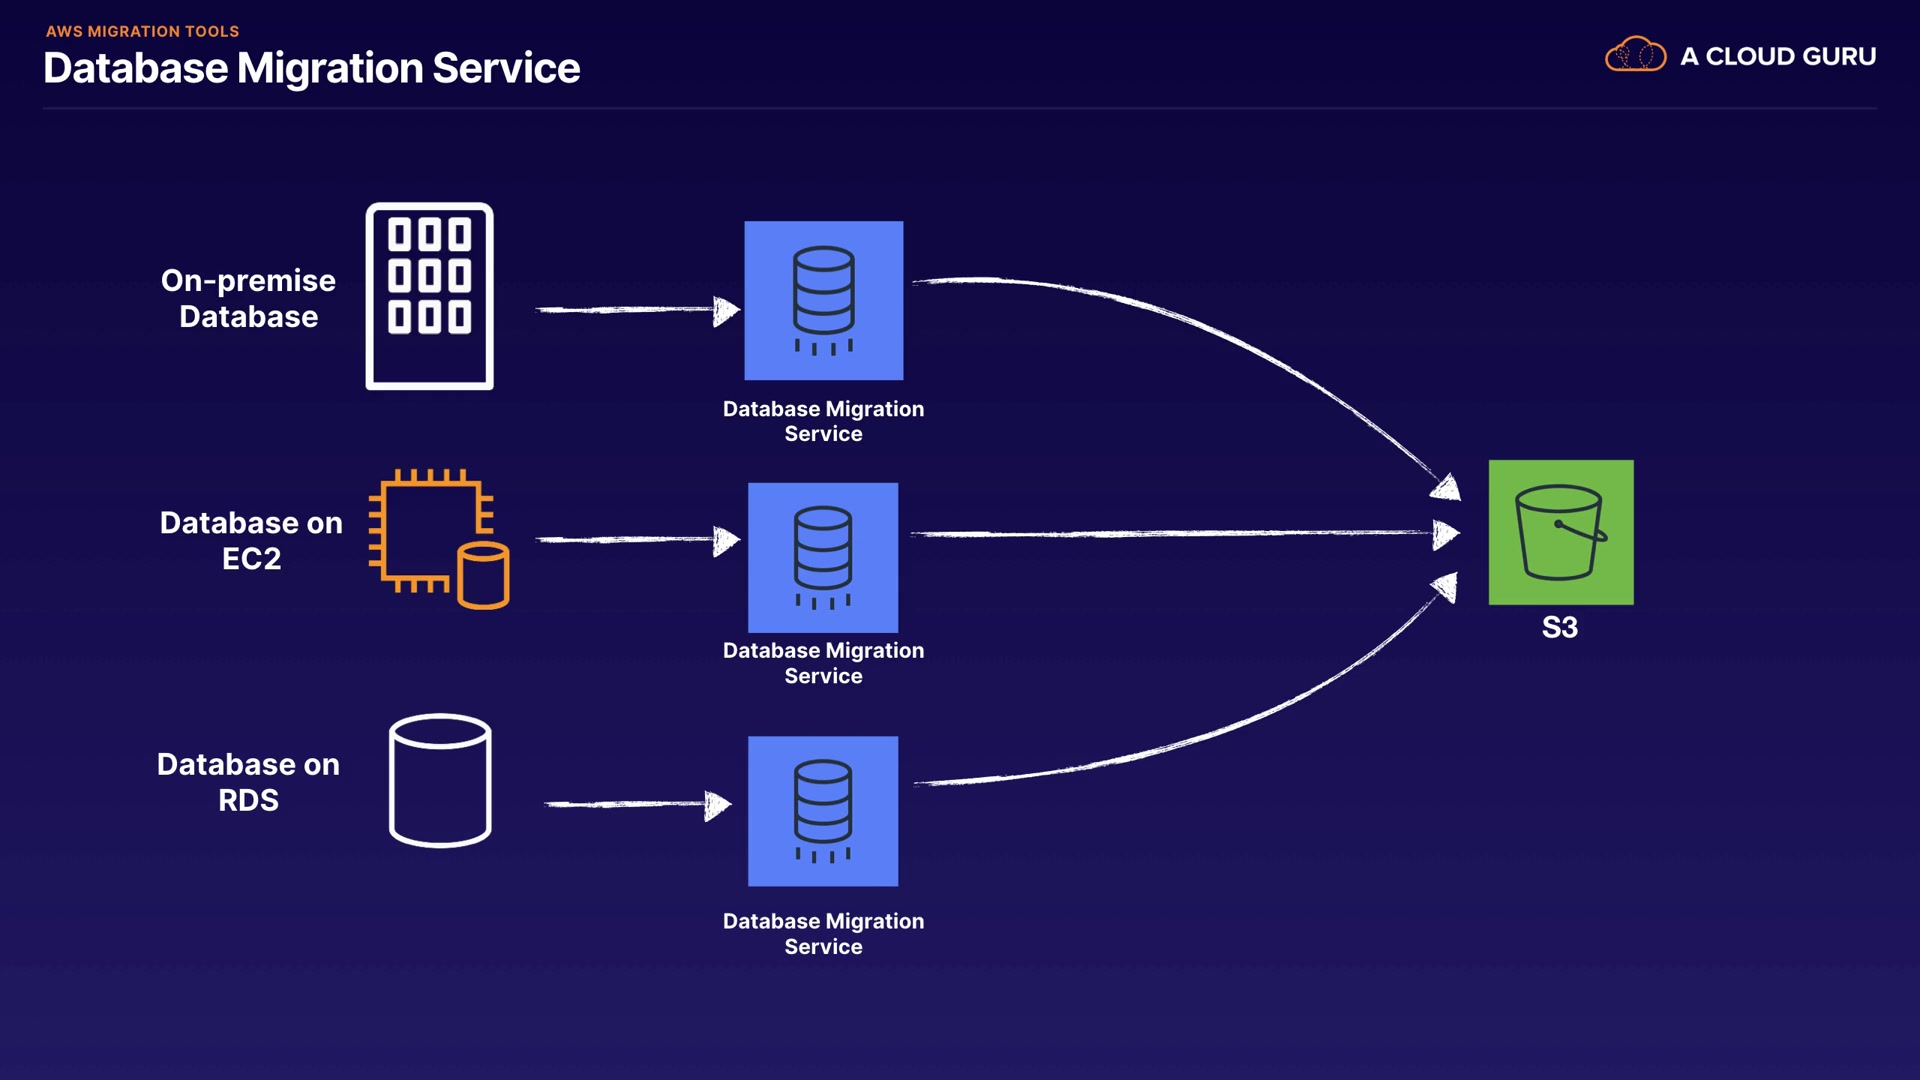 AWS MIGRATION TOOLS
Database Migration Service
A CLOUD GURU
On-premise
Database
Database Migration
Service
Database on
EC2
Database Migration
Service
S3
Database on
RDS
Database Migration
Service